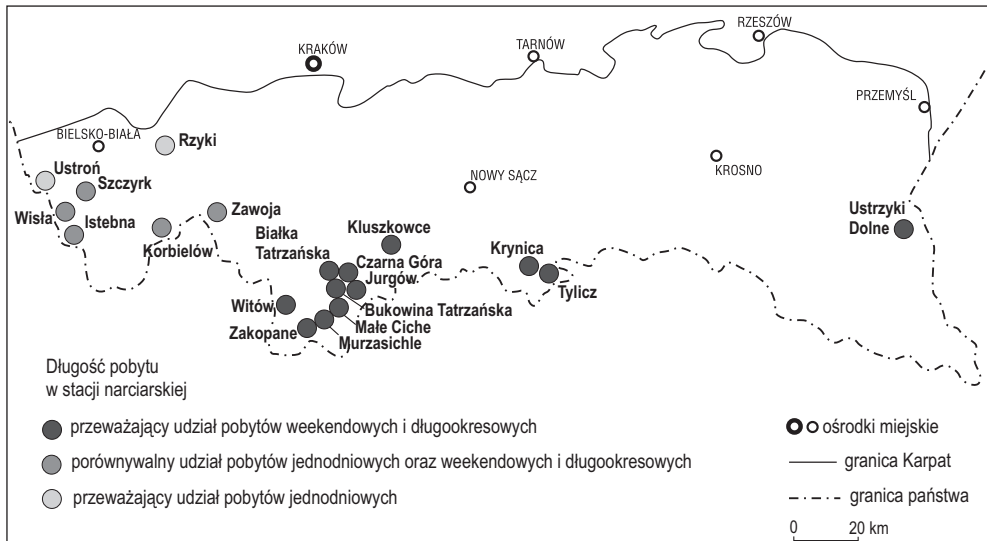 RZESZÓW
KRAKÓW
TARNÓW
PRZEMYŚL
BIELSKO-BIAŁA
Rzyki
KROSNO
Ustroń
Szczyrk
NOWY SĄCZ
Wisła
Istebna
Zawoja
Korbielów
Białka
Tatrzańska
Kluszkowce
Ustrzyki
Dolne
Krynica
Czarna Góra
Jurgów
Tylicz
Witów
Bukowina Tatrzańska
Małe Ciche
Zakopane
Murzasichle
Długość pobytu
w stacji narciarskiej
przeważający udział pobytów weekendowych i długookresowych
porównywalny udział pobytów jednodniowych oraz weekendowych i długookresowych
przeważający udział pobytów jednodniowych
ośrodki miejskie
granica Karpat
granica państwa
0 20 km